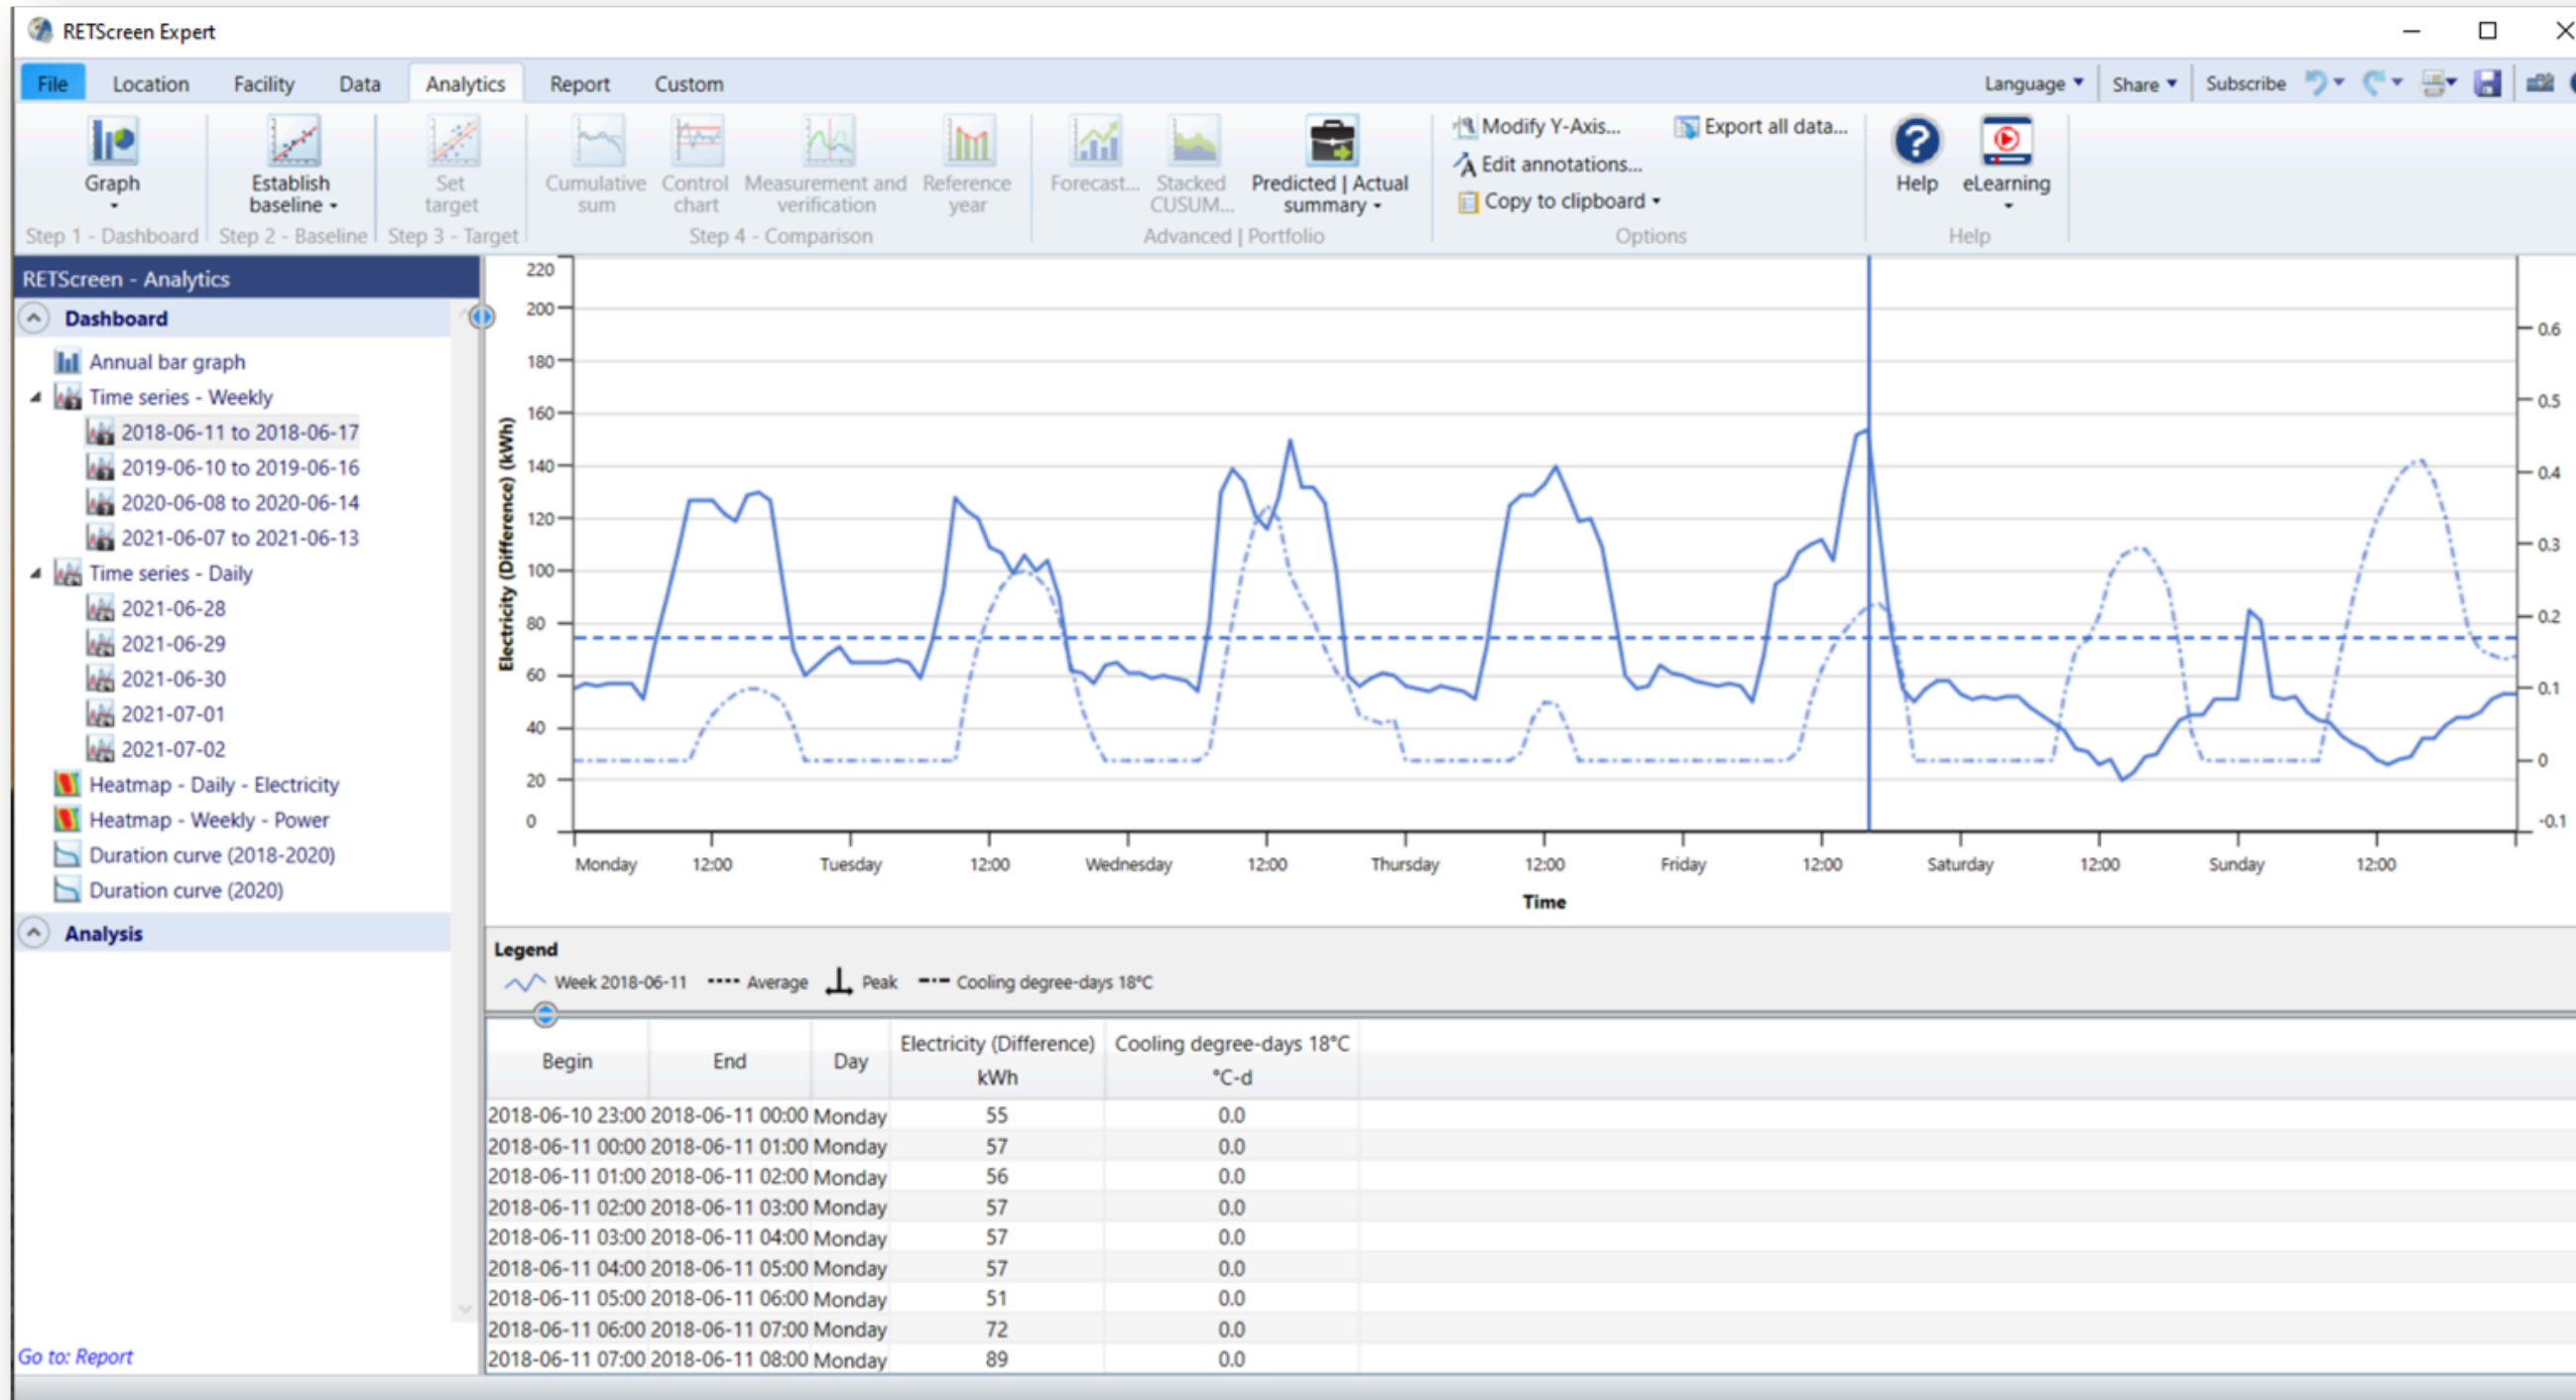 RETScreen Expert
File Location Facility Data Analytics Report Custom Language Share Subscribe
Graph
Establish baseline
Set target
Cumulative sum
Control chart
Measurement and verification
Reference year
Forecast...
Stacked CUSUM...
Predicted | Actual summary
Modify Y-Axis...
Edit annotations...
Copy to clipboard
Export all data...
Help
eLearning
Step 1 - Dashboard Step 2 - Baseline Step 3 - Target Step 4 - Comparison Advanced | Portfolio Options Help
RETScreen - Analytics
Dashboard
Annual bar graph
Time series - Weekly
2018-06-11 to 2018-06-17
2019-06-10 to 2019-06-16
2020-06-08 to 2020-06-14
2021-06-07 to 2021-06-13
Time series - Daily
2021-06-28
2021-06-29
2021-06-30
2021-07-01
2021-07-02
Heatmap - Daily - Electricity
Heatmap - Weekly - Power
Duration curve (2018-2020)
Duration curve (2020)
Analysis
Go to: Report
Electricity (Difference) (kWh)
220
200
180
160
140
120
100
80
60
40
20
0
0.6
0.5
0.4
0.3
0.2
0.1
0
-0.1
Monday 12:00 Tuesday 12:00 Wednesday 12:00 Thursday 12:00 Friday 12:00 Saturday 12:00 Sunday 12:00
Time
Legend
Week 2018-06-11 Average Peak Cooling degree-days 18°C
Begin End Day Electricity (Difference) kWh Cooling degree-days 18°C °C-d
2018-06-10 23:00 2018-06-11 00:00 Monday 55 0.0
2018-06-11 00:00 2018-06-11 01:00 Monday 57 0.0
2018-06-11 01:00 2018-06-11 02:00 Monday 56 0.0
2018-06-11 02:00 2018-06-11 03:00 Monday 57 0.0
2018-06-11 03:00 2018-06-11 04:00 Monday 57 0.0
2018-06-11 04:00 2018-06-11 05:00 Monday 57 0.0
2018-06-11 05:00 2018-06-11 06:00 Monday 51 0.0
2018-06-11 06:00 2018-06-11 07:00 Monday 72 0.0
2018-06-11 07:00 2018-06-11 08:00 Monday 89 0.0